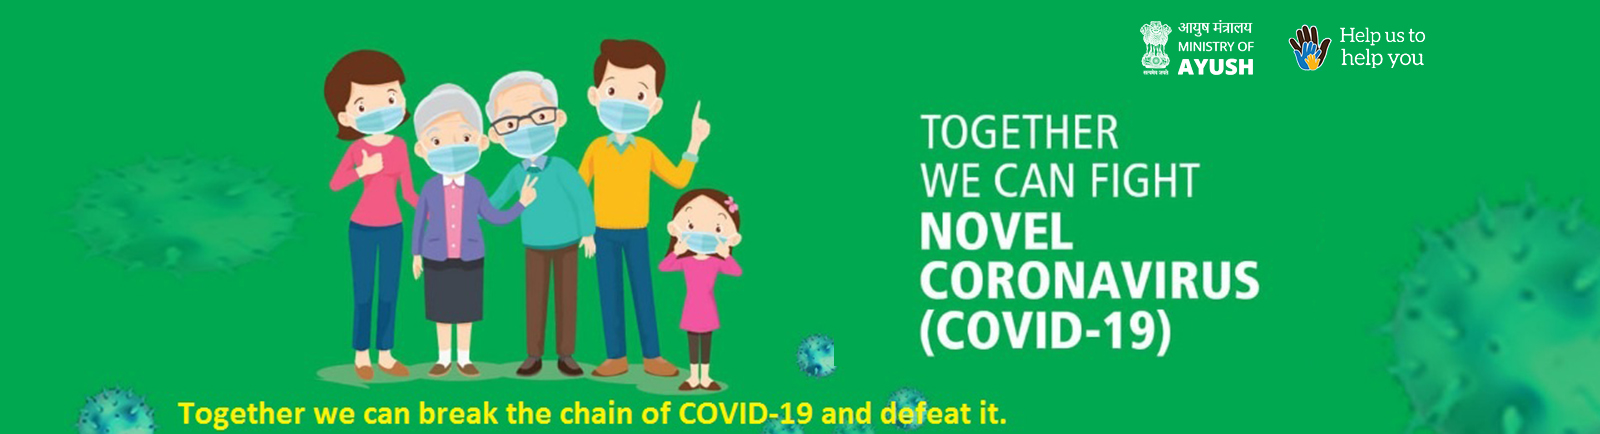 आयुष मंत्रालय
MINISTRY OF
AYUSH
सत्यमेव जयते
Help us to
help you
TOGETHER
WE CAN FIGHT
NOVEL
CORONAVIRUS
(COVID-19)
Together we can break the chain of COVID-19 and defeat it.